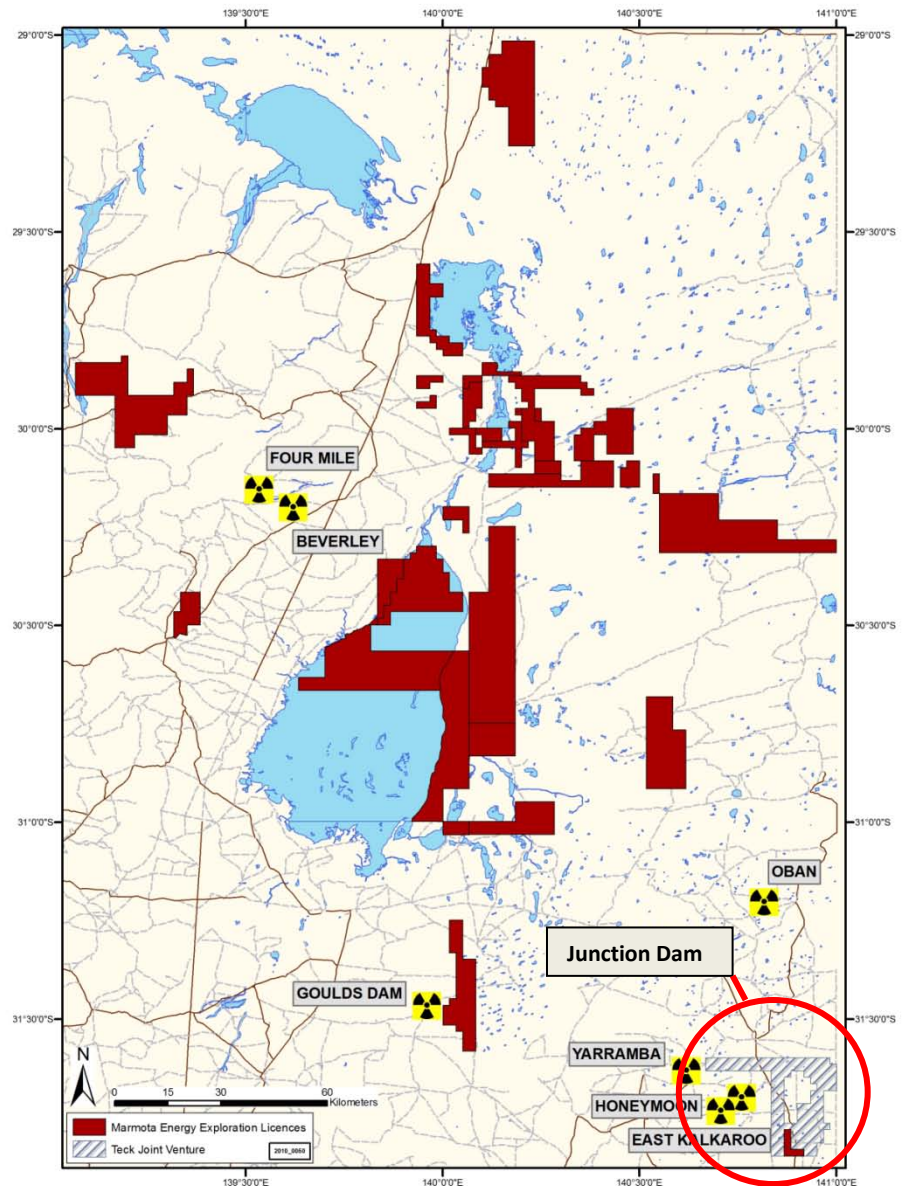 139°30'0"E 140°0'0"E 140°30'0"E 141°0'0"E
29°0'0"S 29°0'0"S
29°30'0"S 29°30'0"S
30°0'0"S 30°0'0"S
FOUR MILE
BEVERLEY
30°30'0"S 30°30'0"S
31°0'0"S 31°0'0"S
OBAN
Junction Dam
GOULDS DAM
31°30'0"S 31°30'0"S
YARRAMBA
N
0 15 30 60
Kilometers
HONEYMOON
Marmota Energy Exploration Licences
EAST KALKAROO
Teck Joint Venture
2010_0050
139°30'0"E 140°0'0"E 140°30'0"E 141°0'0"E